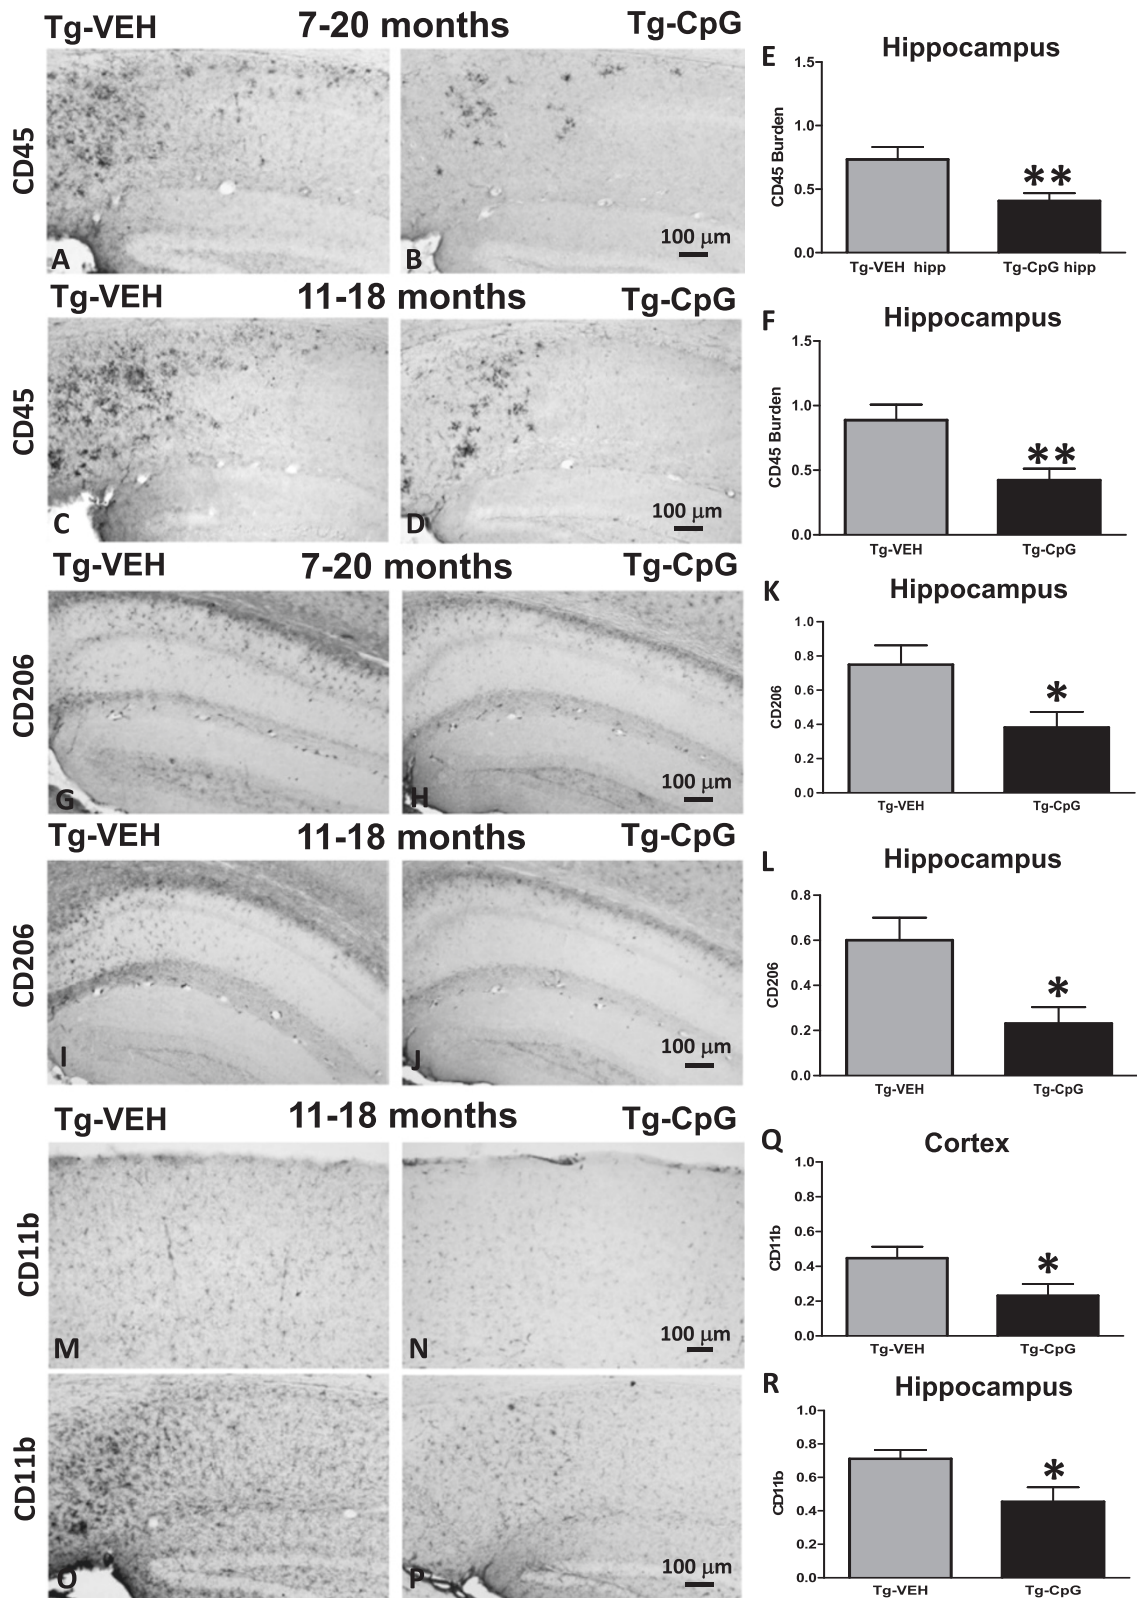 Tg-VEH 7-20 months Tg-CpG
CD45
A
B
100 μm
E
Hippocampus
CD45 Burden
1.5
1.0
0.5
0.0
**
Tg-VEH hipp
Tg-CpG hipp
Tg-VEH 11-18 months Tg-CpG
CD45
C
D
100 μm
F
Hippocampus
CD45 Burden
1.5
1.0
0.5
0.0
**
Tg-VEH
Tg-CpG
Tg-VEH 7-20 months Tg-CpG
CD206
G
H
100 μm
K
Hippocampus
CD206
1.0
0.8
0.6
0.4
0.2
0.0
*
Tg-VEH
Tg-CpG
Tg-VEH 11-18 months Tg-CpG
CD206
I
J
100 μm
L
Hippocampus
CD206
0.8
0.6
0.4
0.2
0.0
*
Tg-VEH
Tg-CpG
Tg-VEH 11-18 months Tg-CpG
CD11b
M
N
100 μm
Q
Cortex
CD11b
1.0
0.8
0.6
0.4
0.2
0.0
*
Tg-VEH
Tg-CpG
CD11b
O
P
100 μm
R
Hippocampus
CD11b
1.0
0.8
0.6
0.4
0.2
0.0
*
Tg-VEH
Tg-CpG